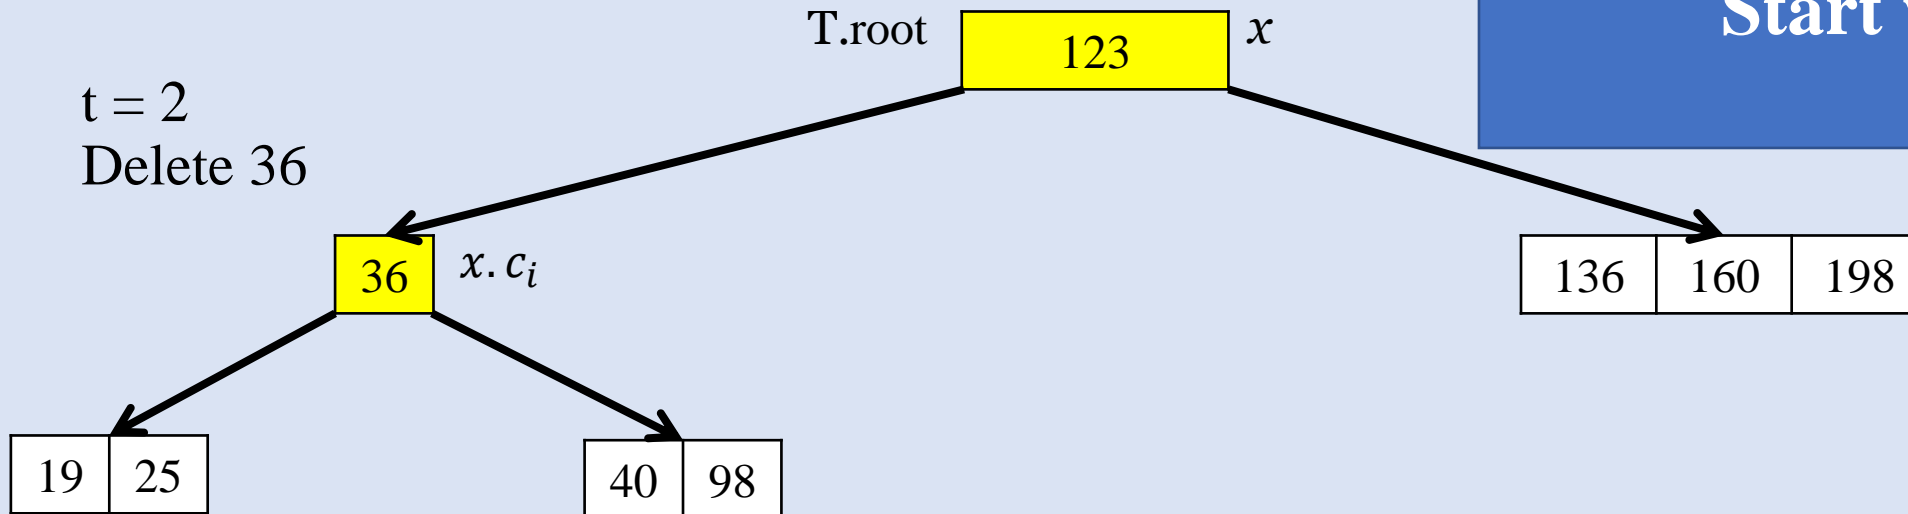 Start
T.root
123
x
t = 2
Delete 36
36
x.c_i
136 160 198
19 25
40 98